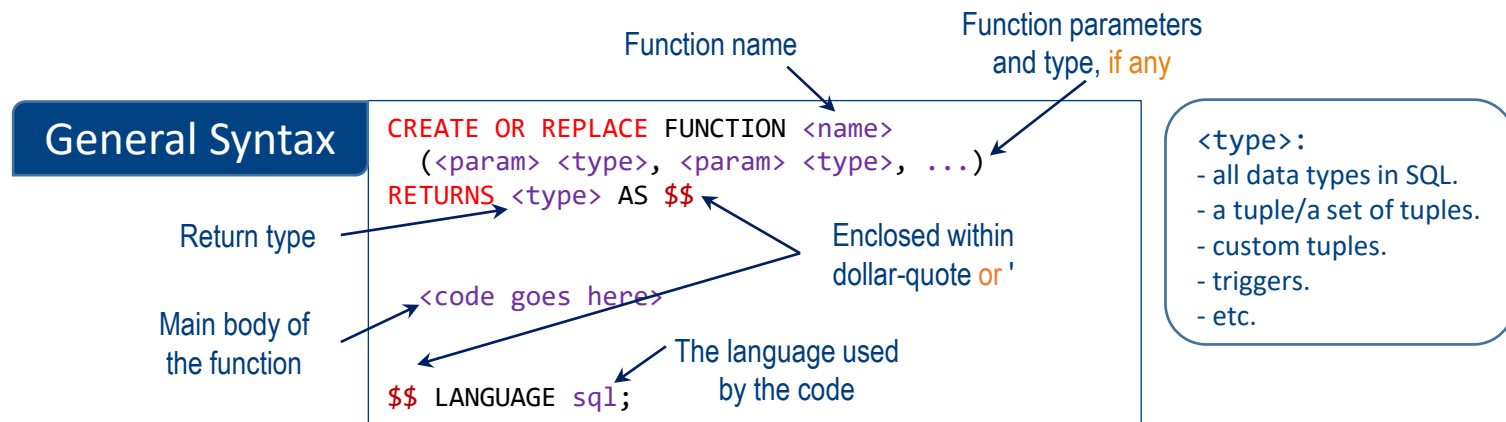 Function name
Function parameters
and type, if any
General Syntax
CREATE OR REPLACE FUNCTION <name>
(<param> <type>, <param> <type>, ...)
RETURNS <type> AS $$
Return type
Enclosed within
dollar-quote or '
<code goes here>
Main body of
the function
The language used
by the code
$$ LANGUAGE sql;
<type>:
- all data types in SQL.
- a tuple/a set of tuples.
- custom tuples.
- triggers.
- etc.